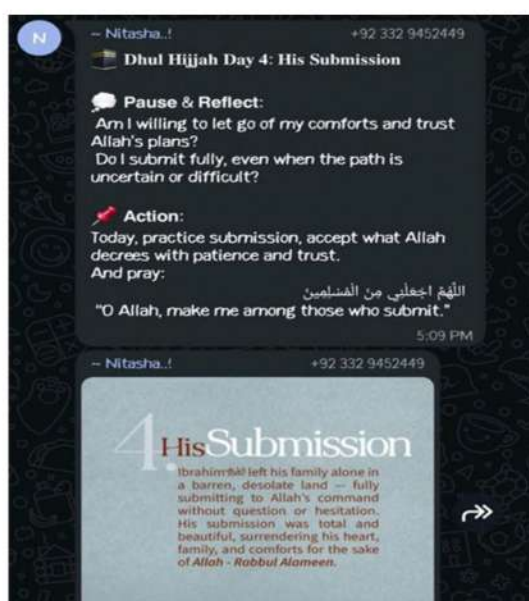 N
~ Nitasha..!
+92 332 9452449
🕋 Dhul Hijjah Day 4: His Submission
💭 Pause & Reflect:
Am I willing to let go of my comforts and trust
Allah's plans?
Do I submit fully, even when the path is
uncertain or difficult?
📌 Action:
Today, practice submission, accept what Allah
decrees with patience and trust.
And pray:
اللَّهُمَّ اجْعَلْنِي مِنَ الْمُسْلِمِينَ
"O Allah, make me among those who submit."
5:09 PM
~ Nitasha..!
+92 332 9452449
4. His Submission
Ibrahim left his family alone in
a barren, desolate land — fully
submitting to Allah's command
without question or hesitation.
His submission was total and
beautiful, surrendering his heart,
family, and comforts for the sake
of Allah - Rabbul Alameen.